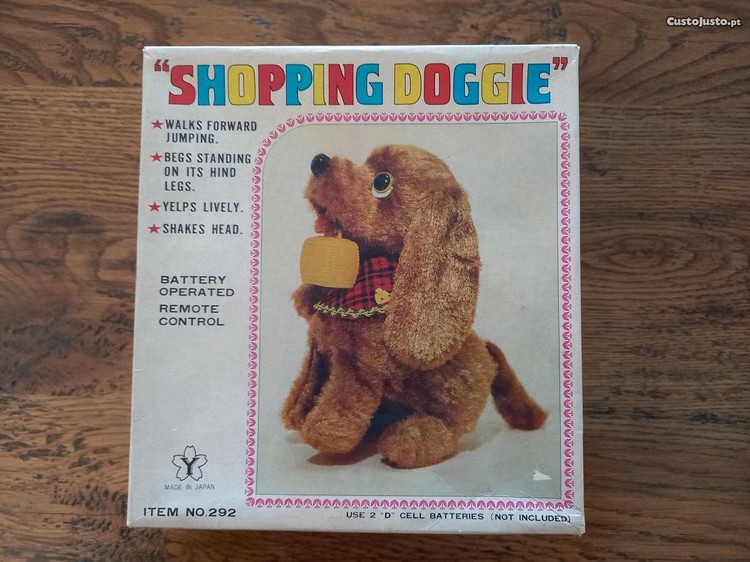 CustoJusto.pt
"SHOPPING DOGGIE"
★WALKS FORWARD
JUMPING.
★BEGS STANDING
ON ITS HIND
LEGS.
★YELPS LIVELY.
★SHAKES HEAD.
BATTERY
OPERATED
REMOTE
CONTROL
Y
MADE IN JAPAN
ITEM NO.292
USE 2 "D" CELL BATTERIES (NOT INCLUDED)